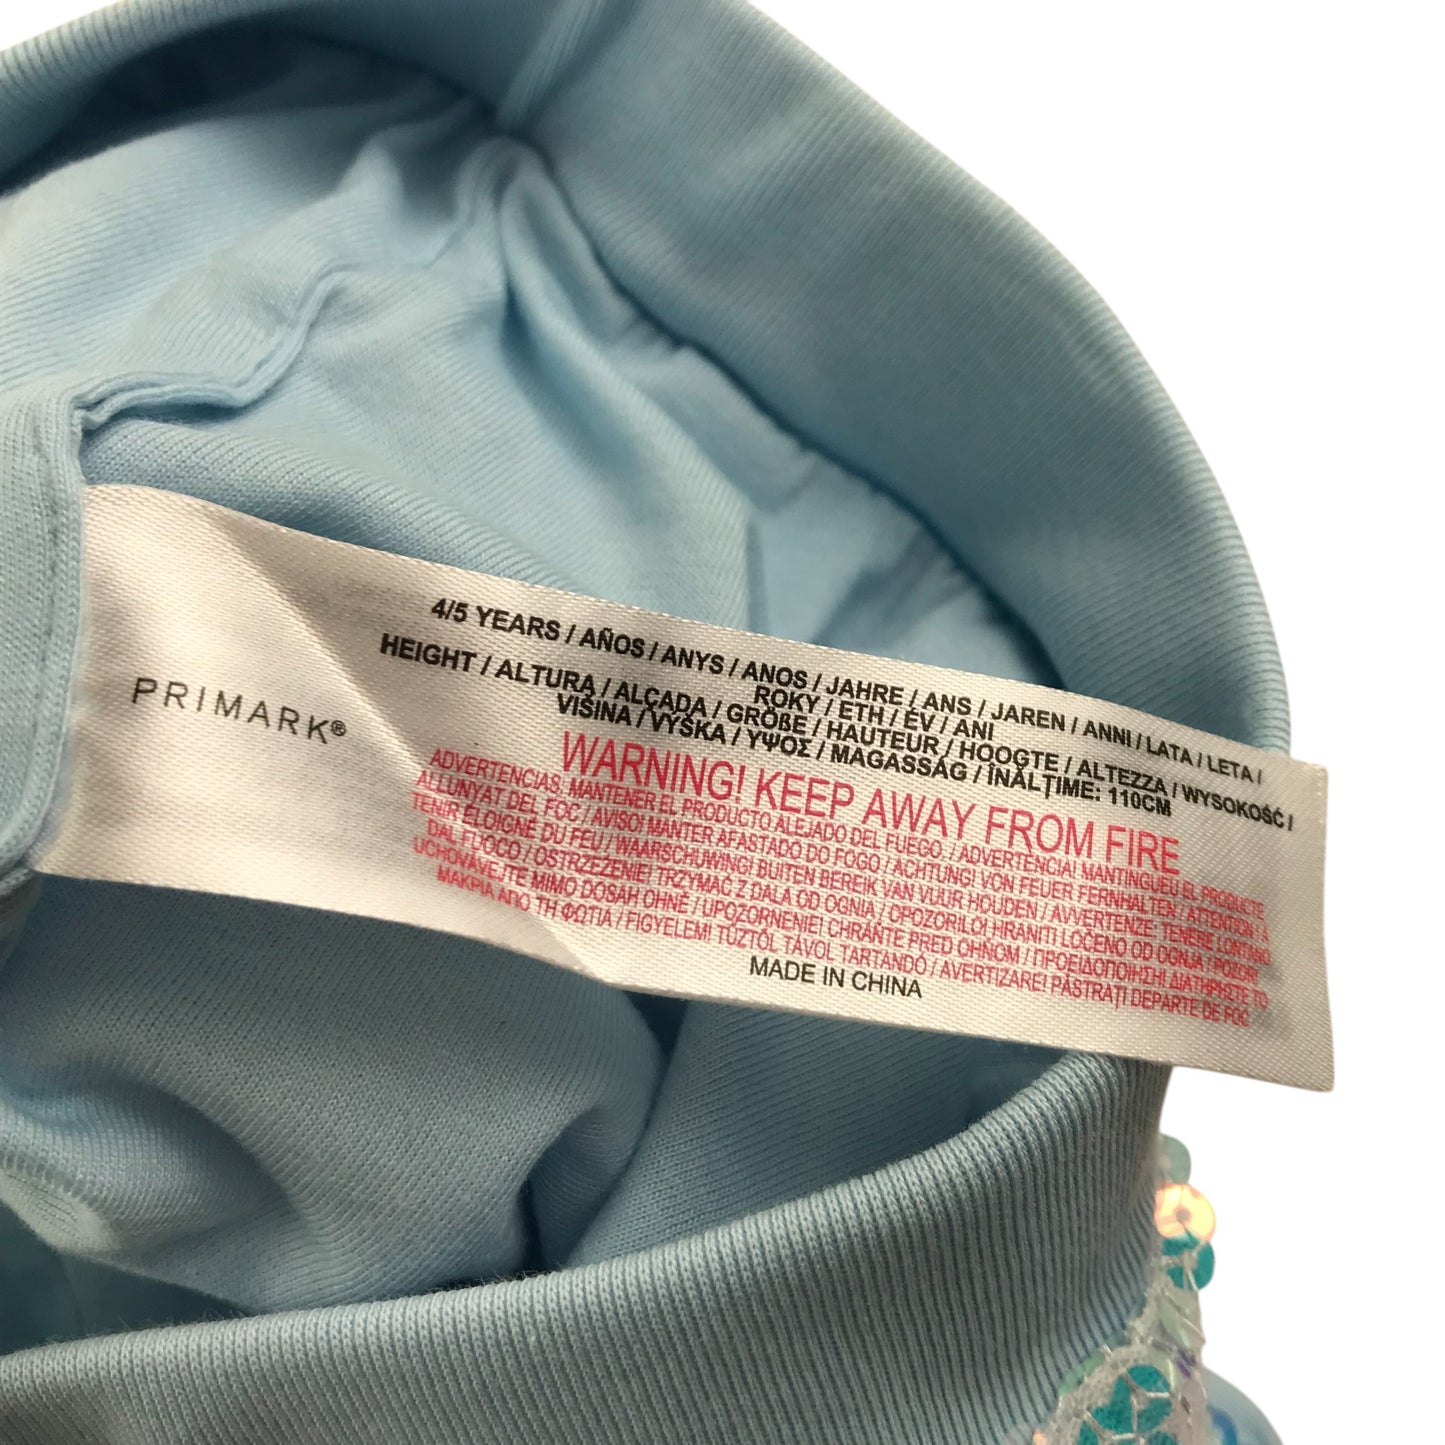 PRIMARK®
4/5 YEARS / AÑOS / ANYS / ANOS / JAHRE / ANS / JAREN / ANNI / LATA / LETA /
ROKY / ETH / ÉV / ANI
HEIGHT / ALTURA / ALÇADA / GRÖßE / HAUTEUR / HOOGTE / ALTEZZA / WYSOKOŚĆ /
VIŠINA / VÝŠKA / ΥΨΟΣ / MAGASSÁG / ÎNĂLȚIME: 110CM
WARNING! KEEP AWAY FROM FIRE
ADVERTENCIAS. MANTENER EL PRODUCTO ALEJADO DEL FUEGO. / ADVERTENCIA! MANTINGUEU EL PRODUCTE
ALLUNYAT DEL FOC / AVISO! MANTER AFASTADO DO FOGO / ACHTUNG! VON FEUER FERNHALTEN / ATTENTION ! À
TENIR ÉLOIGNÉ DU FEU / WAARSCHUWING! BUITEN BEREIK VAN VUUR HOUDEN / AVVERTENZE: TENERE LONTANO
DAL FUOCO / OSTRZEŻENIE! TRZYMAĆ Z DALA OD OGNIA / OPOZORILO! HRANITI LOČENO OD OGNJA / POZOR!
UCHOVÁVEJTE MIMO DOSAH OHNĚ / UPOZORNENIE! CHRÁŇTE PRED OHŇOM / ΠΡΟΕΙΔΟΠΟΙΗΣΗ! ΔΙΑΤΗΡΗΣΤΕ ΤΟ
ΜΑΚΡΙΑ ΑΠΟ ΤΗ ΦΩΤΙΑ / FIGYELEM! TŰZTŐL TÁVOL TARTANDÓ / AVERTIZARE! PĂSTRAȚI DEPARTE DE FOC
MADE IN CHINA